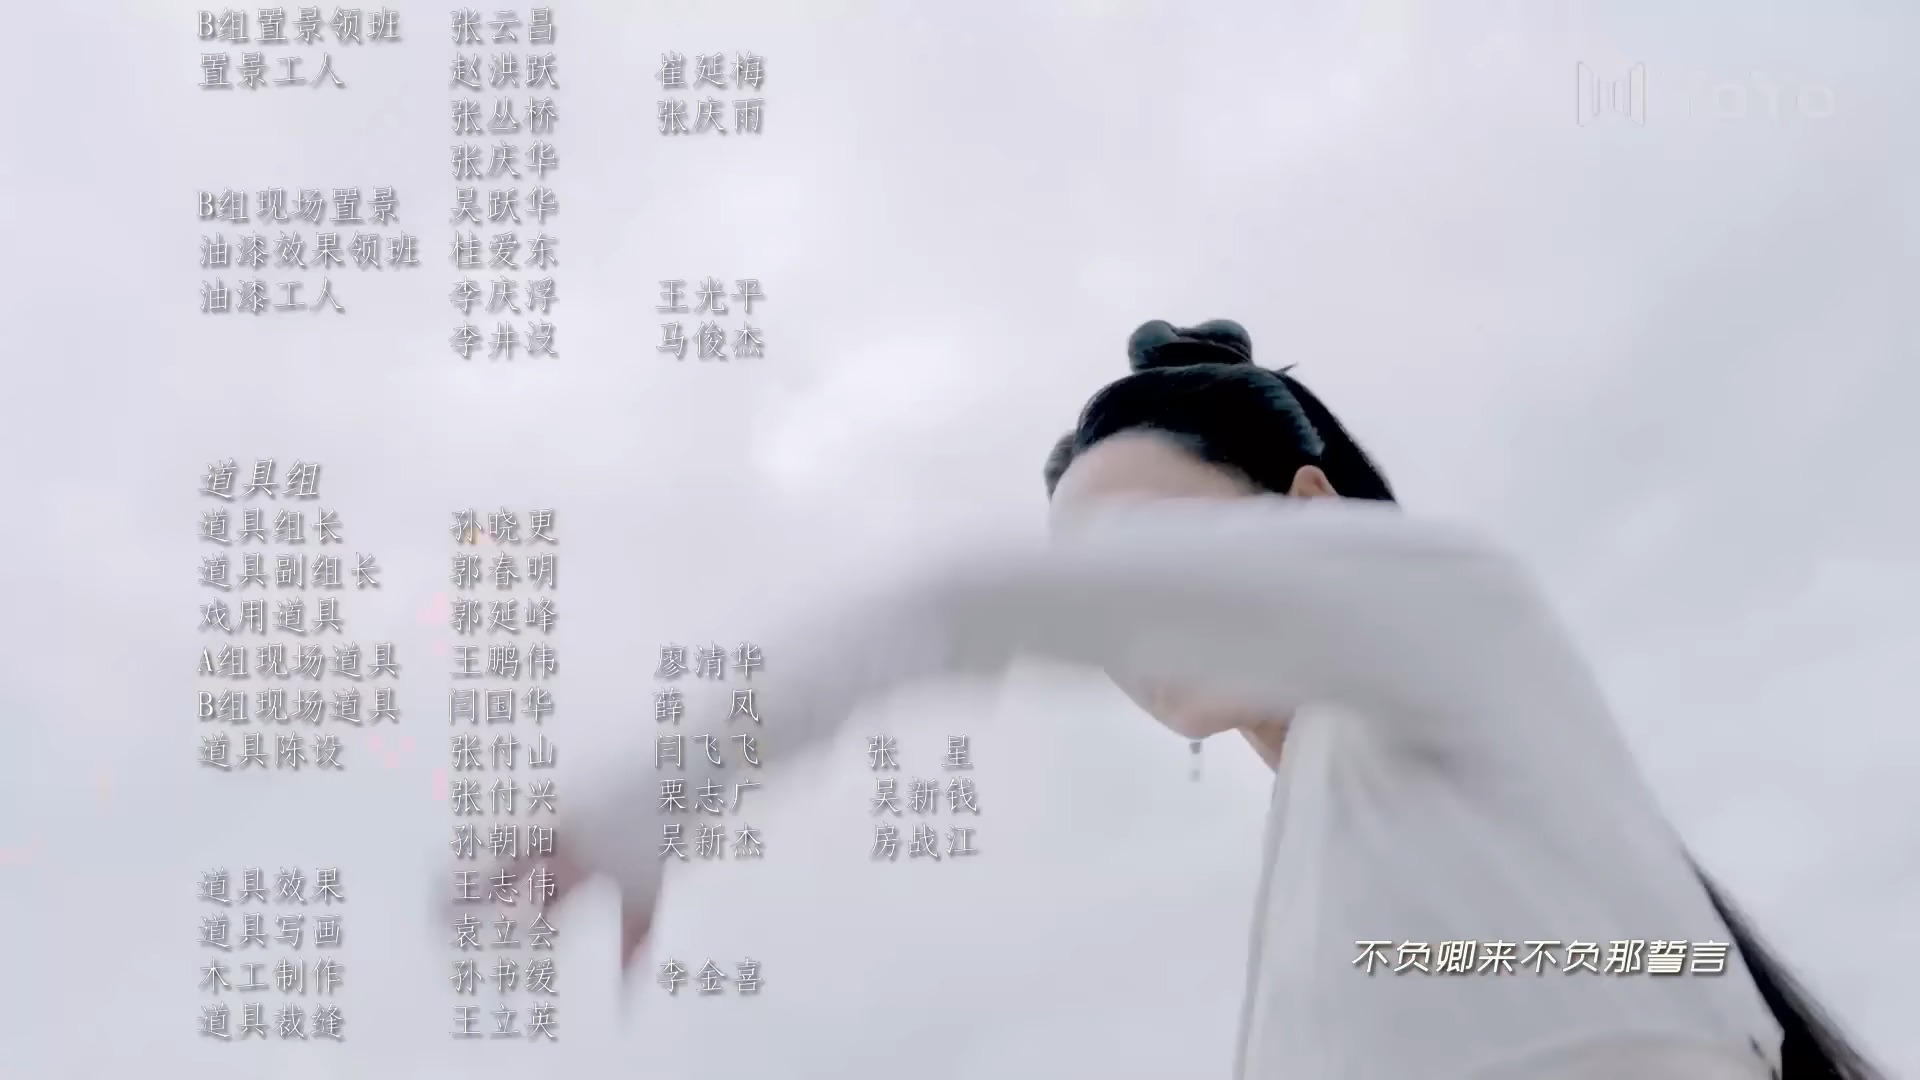 B组置景领班 张云昌
置景工人 赵洪跃 崔延梅
张丛桥 张庆雨
张庆华
B组现场置景 吴跃华
油漆效果领班 桂爱东
油漆工人 李庆浮 王光平
李井没 马俊杰
道具组
道具组长 孙晓更
道具副组长 郭春明
戏用道具 郭延峰
A组现场道具 王鹏伟 廖清华
B组现场道具 闫国华 薛 凤
道具陈设 张付山 闫飞飞 张 星
张付兴 栗志广 吴新钱
孙朝阳 吴新杰 房战江
道具效果 王志伟
道具写画 袁立会
木工制作 孙书缓 李金喜
道具裁缝 王立英
YoYo
不负卿来不负那誓言